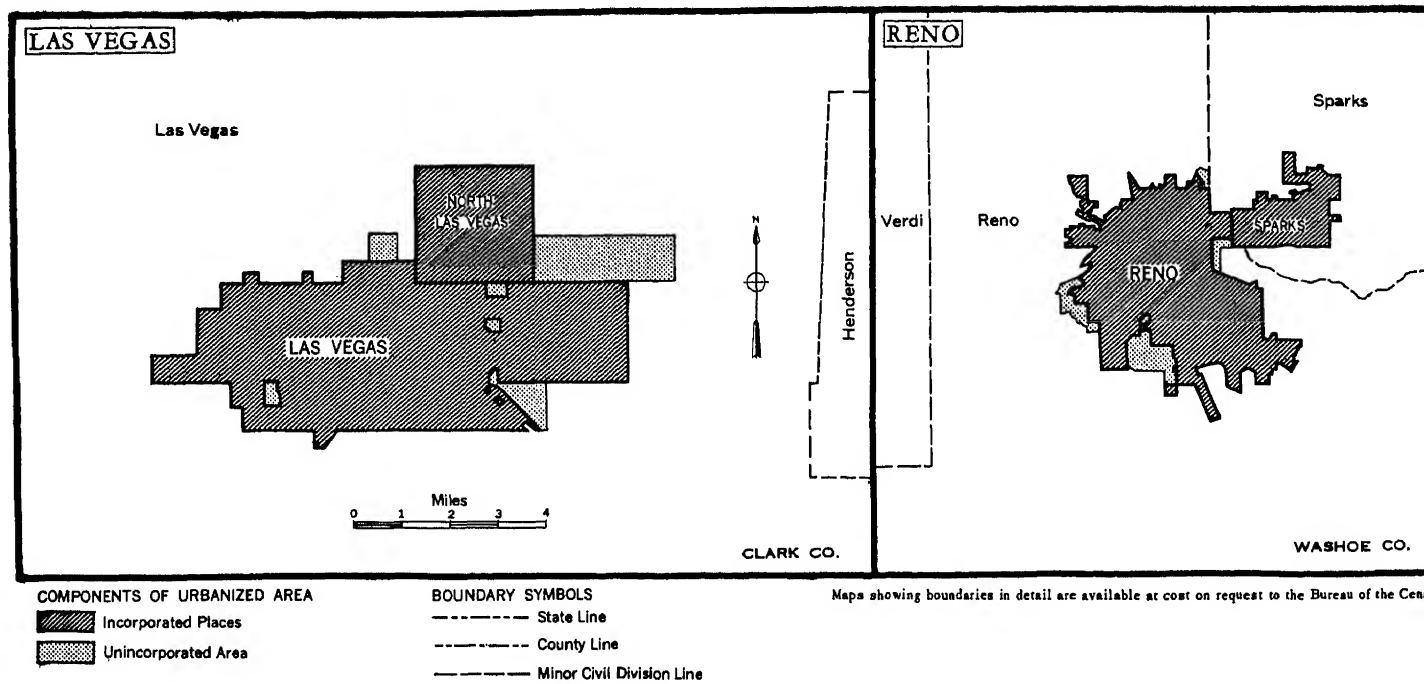 LAS VEGAS
Las Vegas
NORTH
LAS VEGAS
LAS VEGAS
N
Henderson
Miles
0 1 2 3 4
CLARK CO.
RENO
Sparks
Verdi
Reno
SPARKS
RENO
WASHOE CO.
COMPONENTS OF URBANIZED AREA
Incorporated Places
Unincorporated Area
BOUNDARY SYMBOLS
State Line
County Line
Minor Civil Division Line
Maps showing boundaries in detail are available at cost on request to the Bureau of the Cen